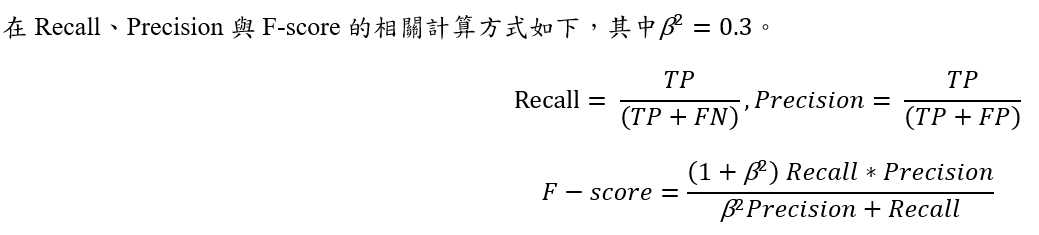 在 Recall、Precision 與 F-score 的相關計算方式如下，其中β² = 0.3。
Recall = TP / (TP + FN), Precision = TP / (TP + FP)
F − score = (1 + β²) Recall ∗ Precision / β²Precision + Recall